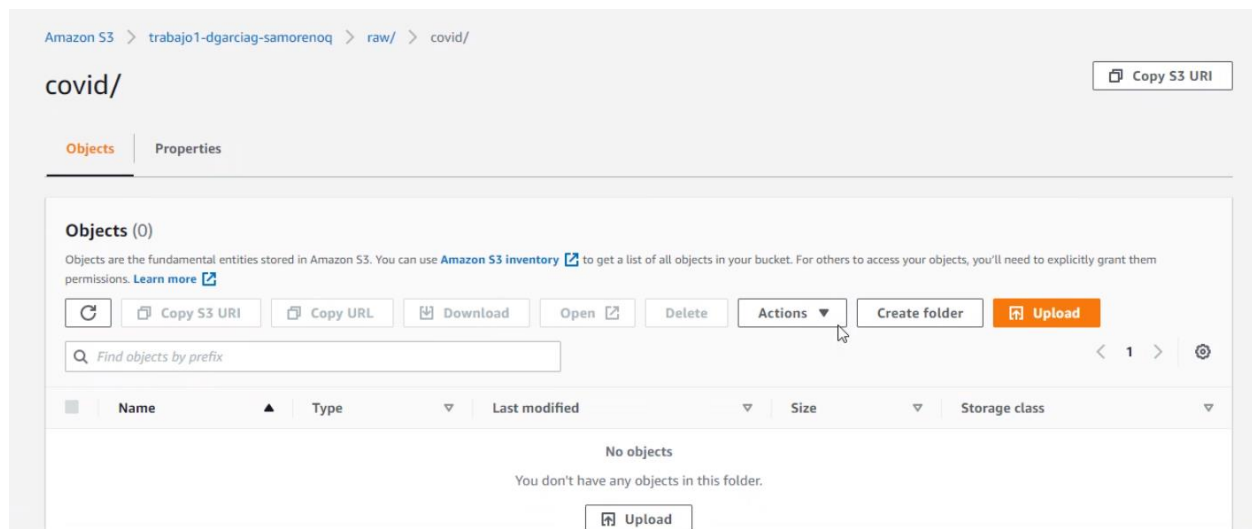 Amazon S3 > trabajo1-dgarciag-samorenoq > raw/ > covid/
covid/
Copy S3 URI
Objects Properties
Objects (0)
Objects are the fundamental entities stored in Amazon S3. You can use Amazon S3 inventory to get a list of all objects in your bucket. For others to access your objects, you'll need to explicitly grant them
permissions. Learn more
Copy S3 URI Copy URL Download Open Delete Actions Create folder Upload
Find objects by prefix
< 1 >
Name Type Last modified Size Storage class
No objects
You don't have any objects in this folder.
Upload